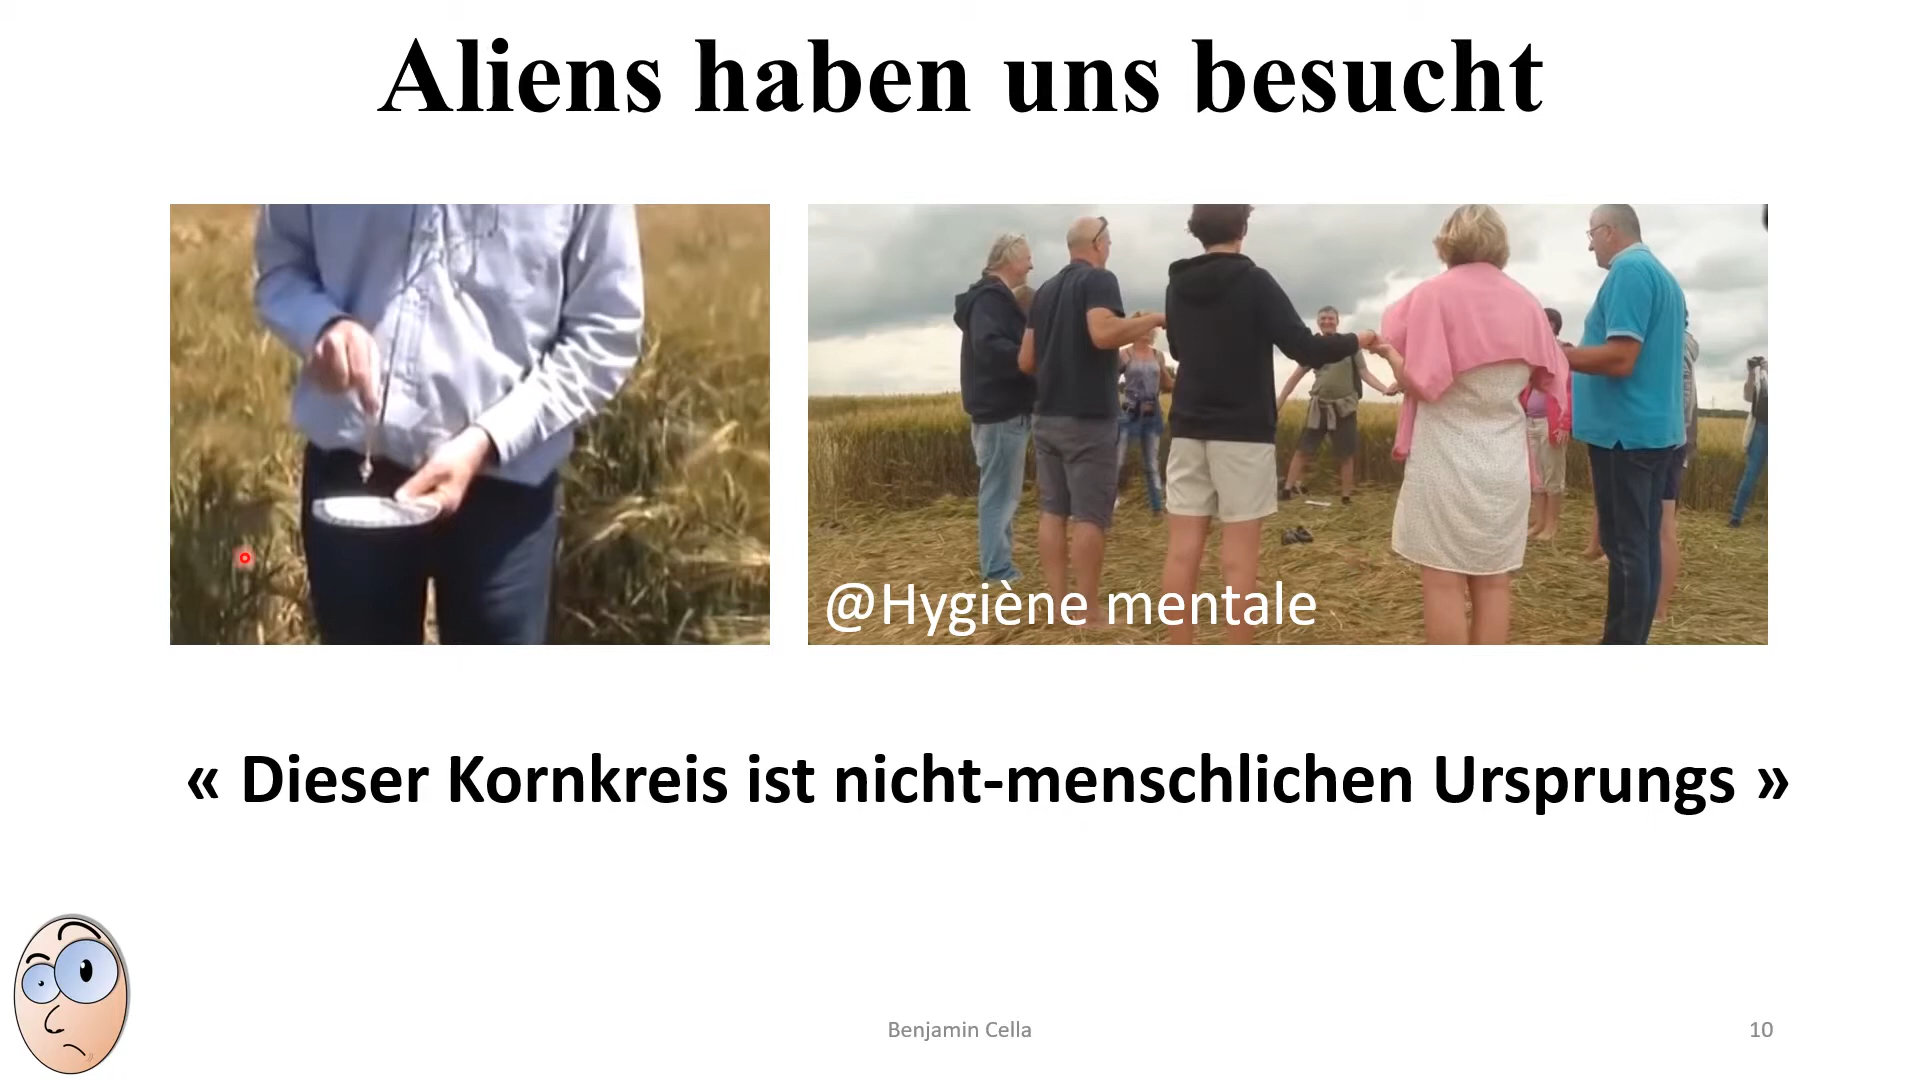 Aliens haben uns besucht
@Hygiène mentale
« Dieser Kornkreis ist nicht-menschlichen Ursprungs »
Benjamin Cella
10